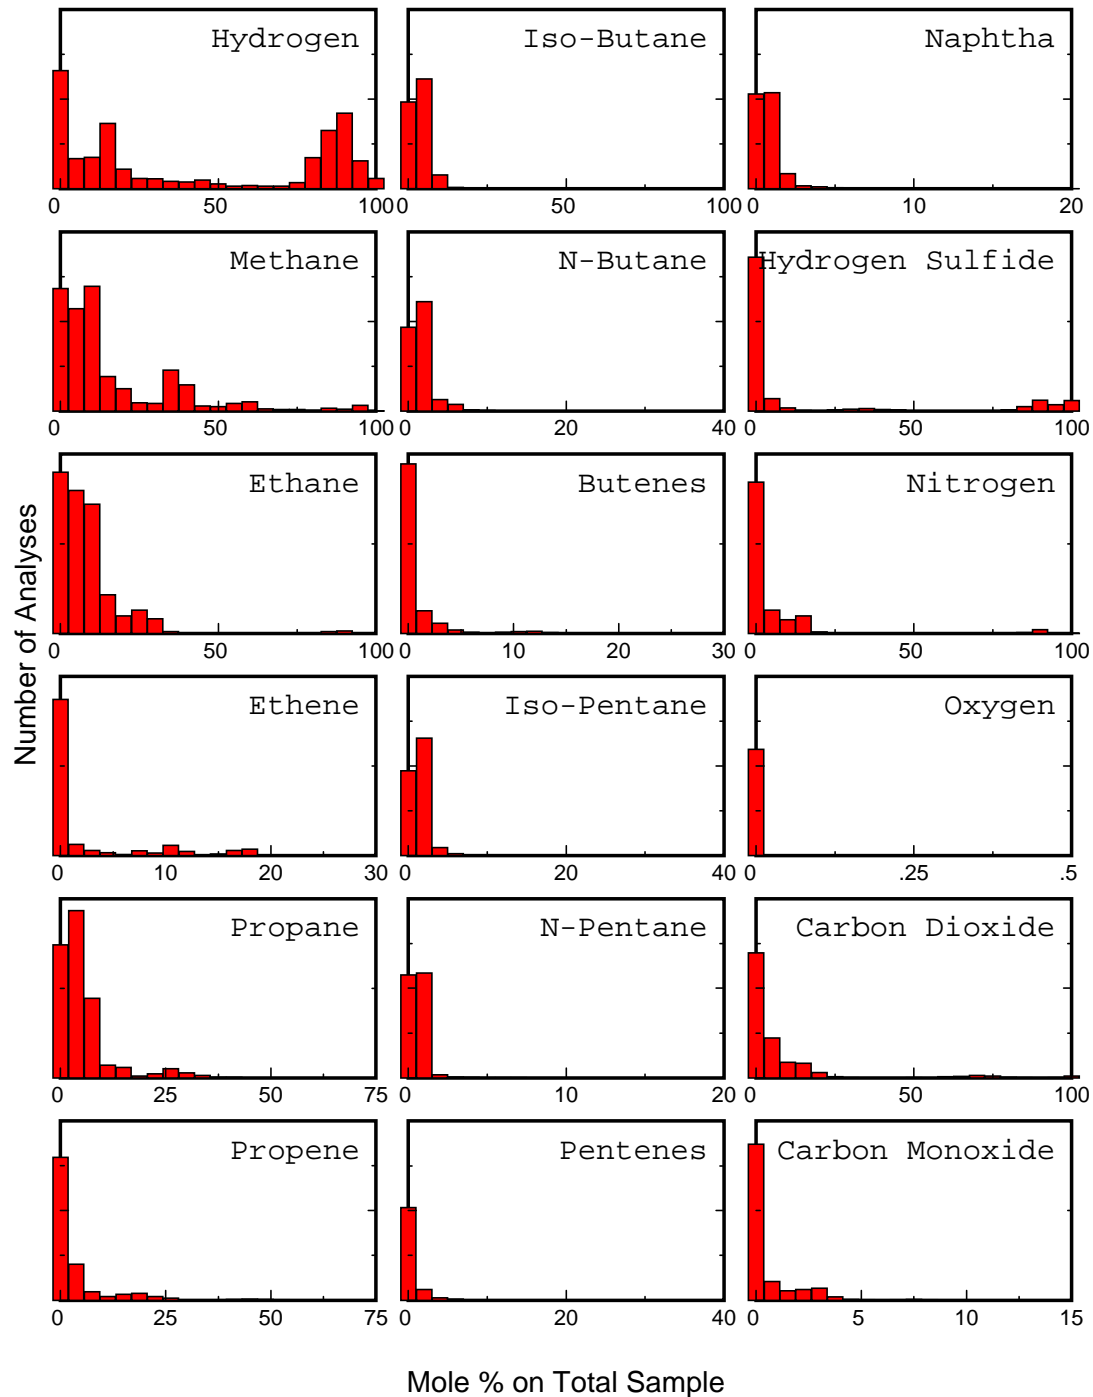 Number of Analyses
Hydrogen
0 50 100
Iso-Butane
0 50 100
Naphtha
0 10 20
Methane
0 50 100
N-Butane
0 20 40
Hydrogen Sulfide
0 50 100
Ethane
0 50 100
Butenes
0 10 20 30
Nitrogen
0 50 100
Ethene
0 10 20 30
Iso-Pentane
0 20 40
Oxygen
0 .25 .5
Propane
0 25 50 75
N-Pentane
0 10 20
Carbon Dioxide
0 50 100
Propene
0 25 50 75
Pentenes
0 20 40
Carbon Monoxide
0 5 10 15
Mole % on Total Sample